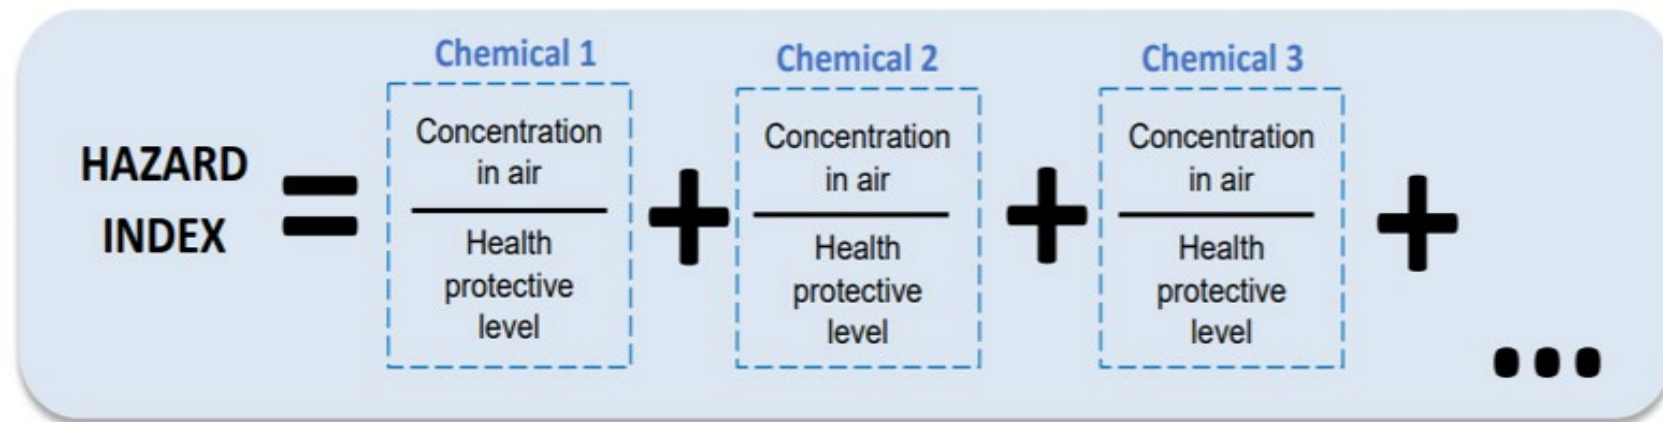 HAZARD
INDEX
=
Chemical 1
Concentration
in air
Health
protective
level
+
Chemical 2
Concentration
in air
Health
protective
level
+
Chemical 3
Concentration
in air
Health
protective
level
+
...